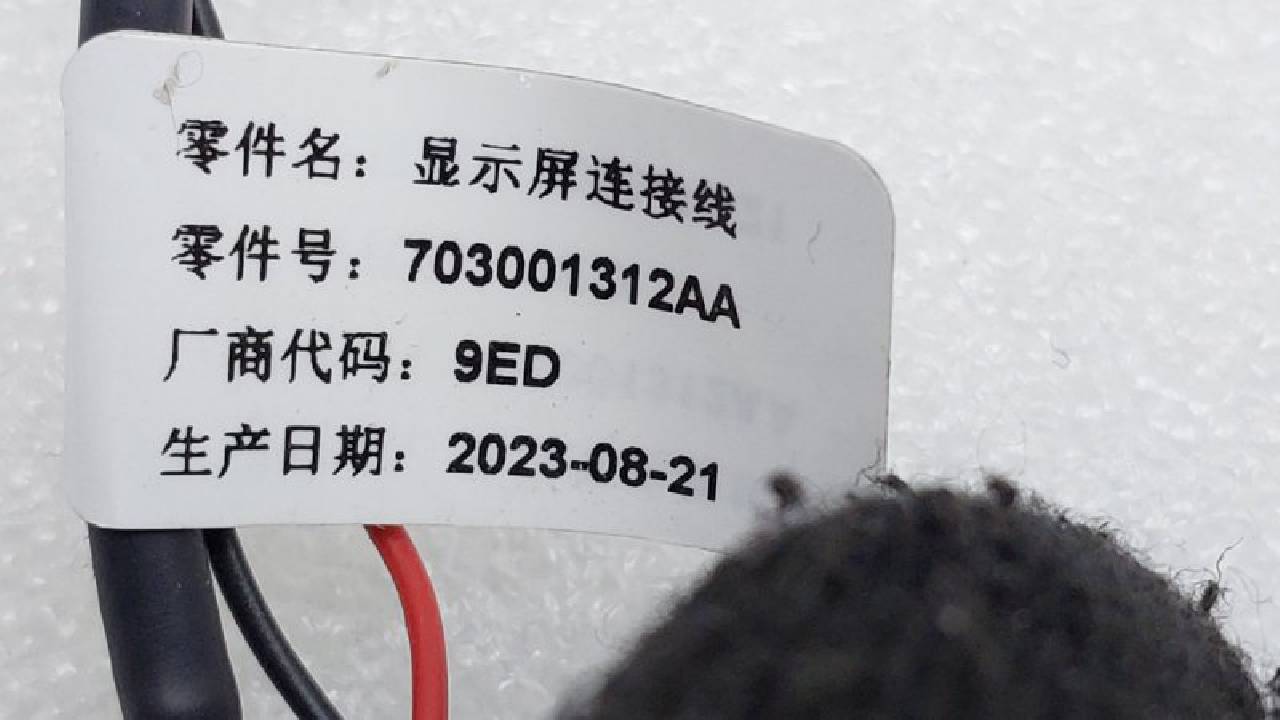 零件名：显示屏连接线
零件号：703001312AA
厂商代码：9ED
生产日期：2023-08-21